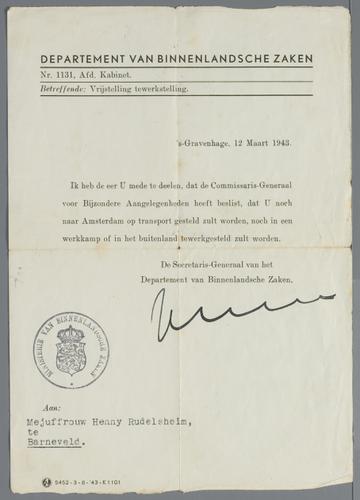 DEPARTEMENT VAN BINNENLANDSCHE ZAKEN
Nr. 1131, Afd. Kabinet.
Betreffende: Vrijstelling tewerkstelling.
's-Gravenhage, 12 Maart 1943.
Ik heb de eer U mede te deelen, dat de Commissaris-Generaal
voor Bijzondere Aangelegenheden heeft beslist, dat U noch
naar Amsterdam op transport gesteld zult worden, noch in een
werkkamp of in het buitenland tewerkgesteld zult worden.
De Secretaris-Generaal van het
Departement van Binnenlandsche Zaken,
MINISTERIE VAN BINNENLANDSCHE ZAKEN
Aan:
Mejuffrouw Henny Rudelsheim,
te
Barneveld.
5452-3-8-'43-K1101